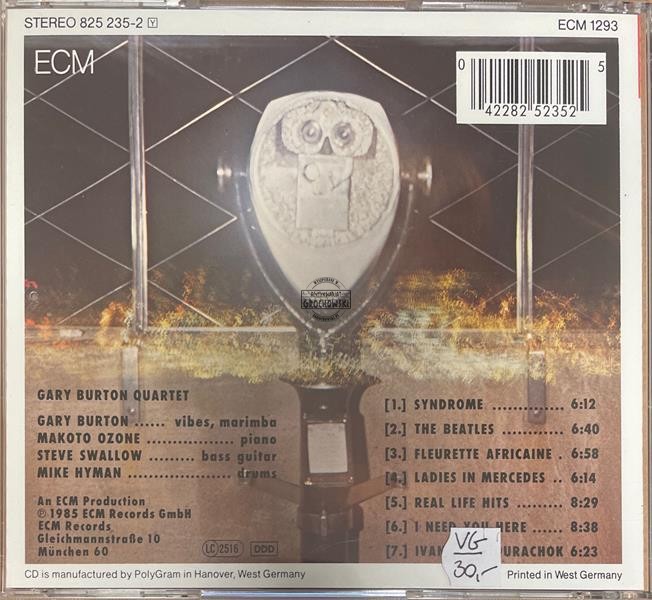 STEREO 825 235-2 Y
ECM 1293
ECM
0 42282 52352 5
GROCHOWSKI
GARY BURTON QUARTET
GARY BURTON ...... vibes, marimba
MAKOTO OZONE ................ piano
STEVE SWALLOW ......... bass guitar
MIKE HYMAN .................... drums
An ECM Production
℗ 1985 ECM Records GmbH
ECM Records
Gleichmannstraße 10
München 60
LC 2516 DDD
[1.] SYNDROME ............. 6:12
[2.] THE BEATLES ........... 6:40
[3.] FLEURETTE AFRICAINE . 6:58
[4.] LADIES IN MERCEDES .. 6:14
[5.] REAL LIFE HITS ........ 8:29
[6.] I NEED YOU HERE ...... 8:38
[7.] IVAN OURACHOK 6:23
VG
30,-
CD is manufactured by PolyGram in Hanover, West Germany
Printed in West Germany